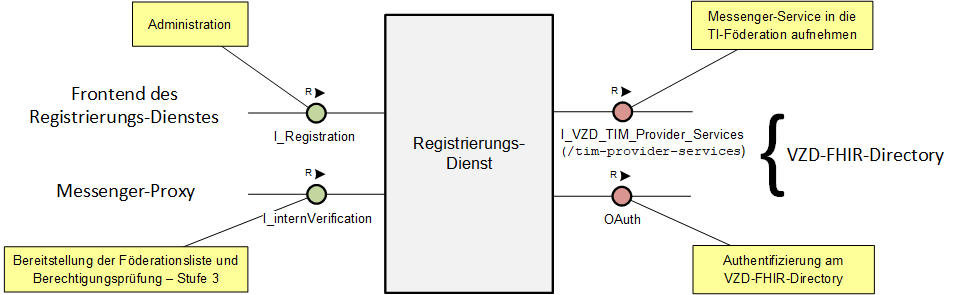 Administration
Messenger-Service in die
TI-Föderation aufnehmen
Frontend des
Registrierungs-Dienstes
R
I_Registration
R
I_VZD_TIM_Provider_Services
(/tim-provider-services)
Registrierungs-
Dienst
VZD-FHIR-Directory
Messenger-Proxy
R
I_internVerification
R
OAuth
Bereitstellung der Föderationsliste und
Berechtigungsprüfung – Stufe 3
Authentifizierung am
VZD-FHIR-Directory